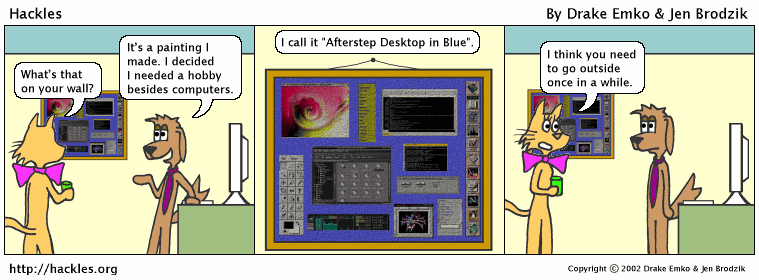 Hackles
By Drake Emko & Jen Brodzik
What's that
on your wall?
It's a painting I
made. I decided
I needed a hobby
besides computers.
I call it "Afterstep Desktop in Blue".
I think you need
to go outside
once in a while.
http://hackles.org
Copyright © 2002 Drake Emko & Jen Brodzik